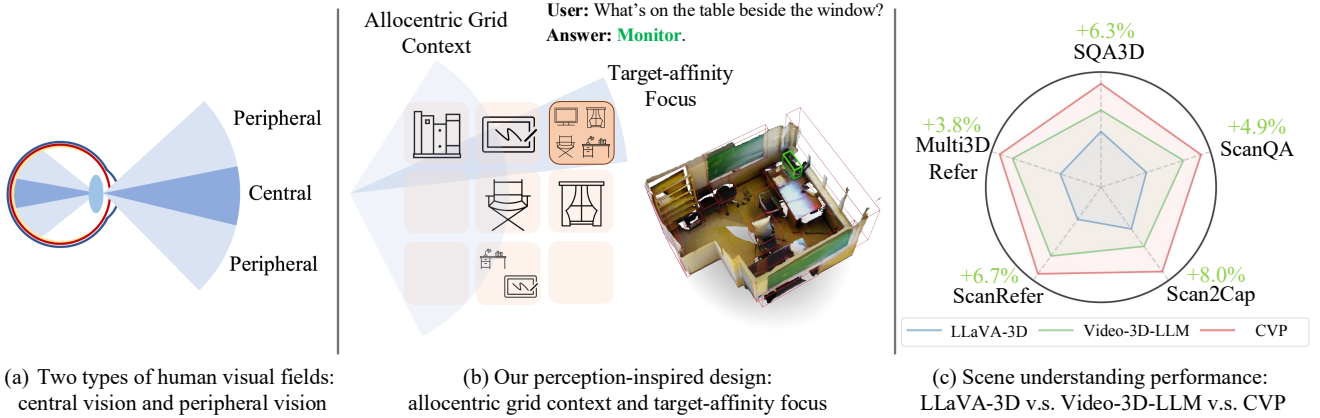 Peripheral
Central
Peripheral
(a) Two types of human visual fields:
central vision and peripheral vision
Allocentric Grid
Context
User: What's on the table beside the window?
Answer: Monitor.
Target-affinity
Focus
(b) Our perception-inspired design:
allocentric grid context and target-affinity focus
+6.3%
SQA3D
+3.8%
Multi3D
Refer
+4.9%
ScanQA
+6.7%
ScanRefer
+8.0%
Scan2Cap
LLaVA-3D Video-3D-LLM CVP
(c) Scene understanding performance:
LLaVA-3D v.s. Video-3D-LLM v.s. CVP